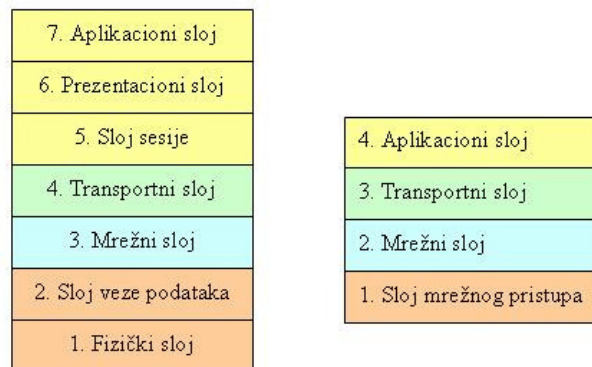 7. Aplikacioni sloj
6. Prezentacioni sloj
5. Sloj sesije
4. Transportni sloj
3. Mrežni sloj
2. Sloj veze podataka
1. Fizički sloj
4. Aplikacioni sloj
3. Transportni sloj
2. Mrežni sloj
1. Sloj mrežnog pristupa